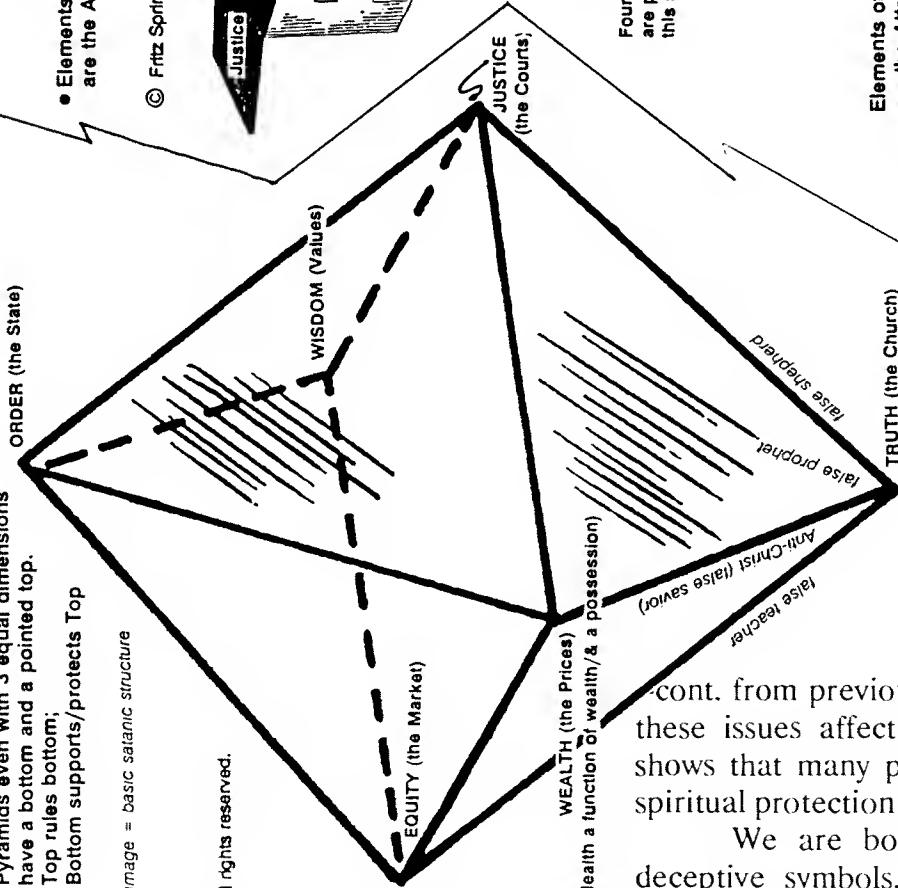 Pyramids even with 3 equal dimensions
have a bottom and a pointed top.
Top rules bottom;
Bottom supports/protects Top
image = basic satanic structure
rights reserved.
ORDER (the State)
WISDOM (Values)
EQUITY (the Market)
WEALTH (the Prices)
ealth a function of wealth/& a possession)
JUSTICE
(the Courts)
TRUTH (the Church)
false shepherd
false prophet
Anti-Christ (false savior)
false teacher
• Elements
are the A
© Fritz Sprin
Justice
Four
are p
this
Elements of
-cont. from previo
these issues affect
shows that many p
spiritual protection
We are bo
deceptive symbols,